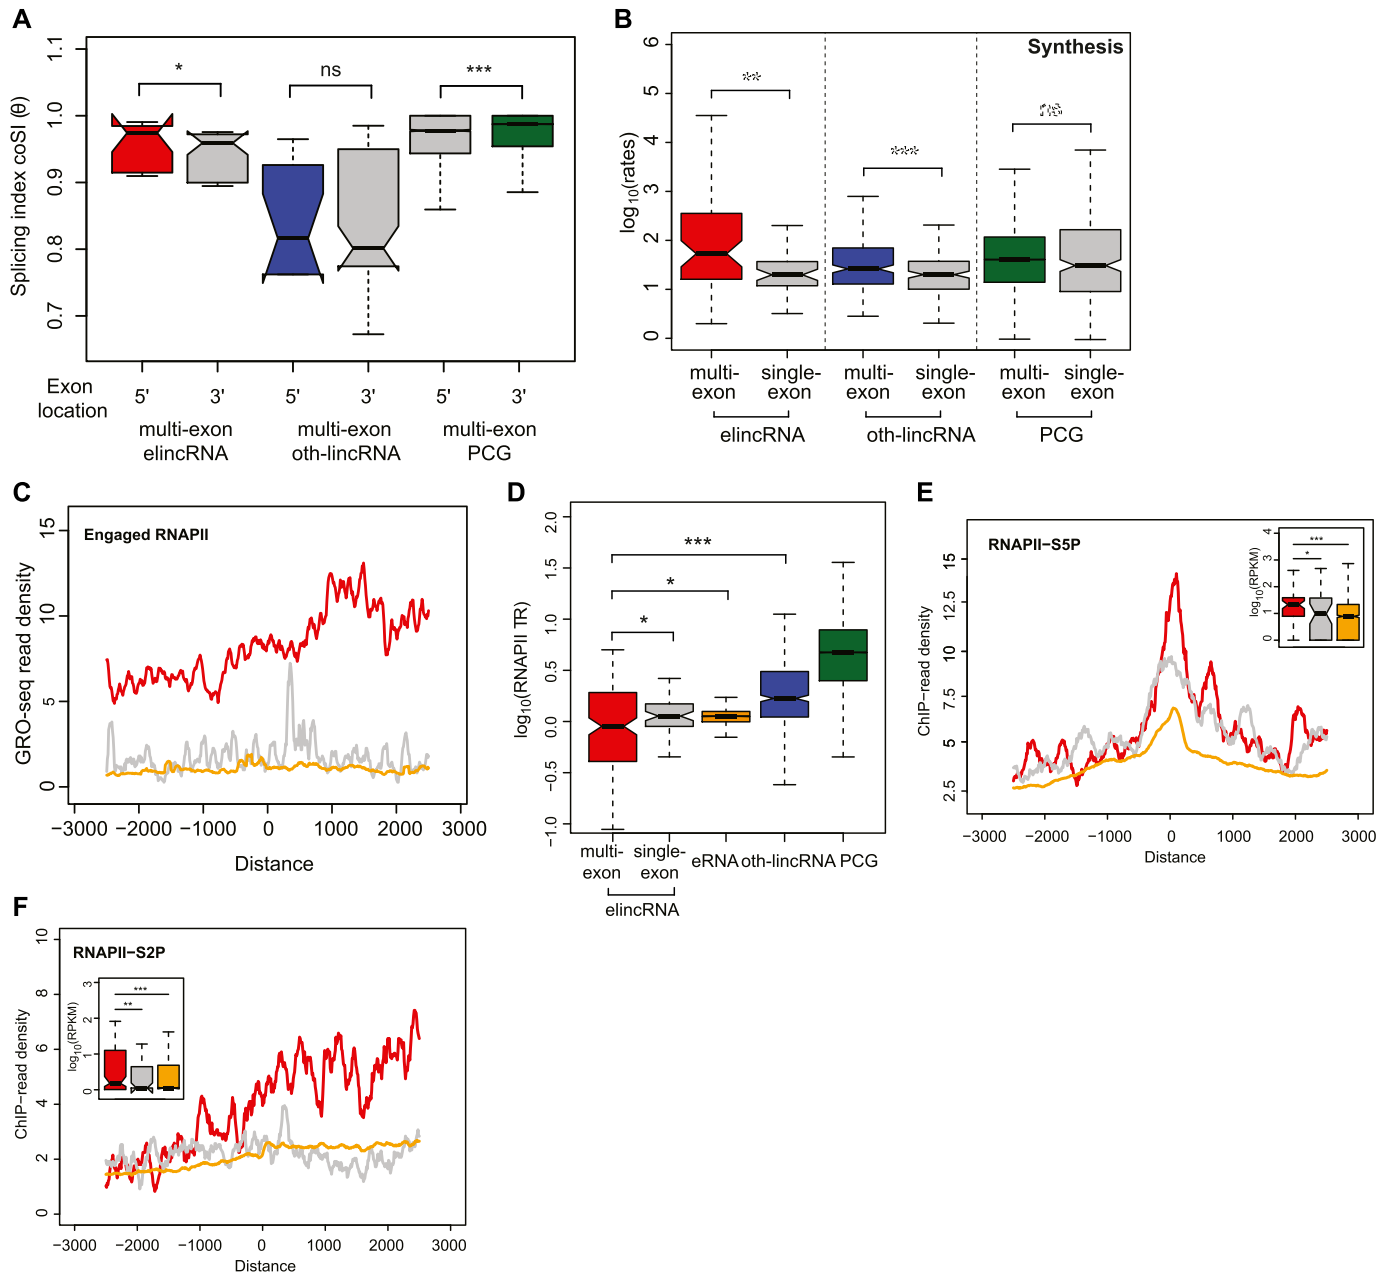 A
Splicing index coSI (θ)
1.1
1.0
0.9
0.8
0.7
*
ns
***
Exon location
5'
3'
5'
3'
5'
3'
multi-exon elincRNA
multi-exon oth-lincRNA
multi-exon PCG
B
Synthesis
log10(rates)
6
5
4
3
2
1
0
**
***
ns
multi-exon
single-exon
multi-exon
single-exon
multi-exon
single-exon
elincRNA
oth-lincRNA
PCG
C
Engaged RNAPII
GRO-seq read density
15
10
5
0
−3000
−2000
−1000
0
1000
2000
3000
Distance
D
log10(RNAPII TR)
2.0
1.5
1.0
0.5
0.0
−0.5
−1.0
***
*
*
multi-exon
single-exon
eRNA
oth-lincRNA
PCG
elincRNA
E
RNAPII−S5P
ChIP−read density
15
12.5
10
7.5
5
2.5
−3000
−2000
−1000
0
1000
2000
3000
Distance
log10(RPKM)
4
3
2
1
0
***
*
F
RNAPII−S2P
ChIP−read density
10
8
6
4
2
0
−3000
−2000
−1000
0
1000
2000
3000
Distance
log10(RPKM)
3
2
1
0
***
**